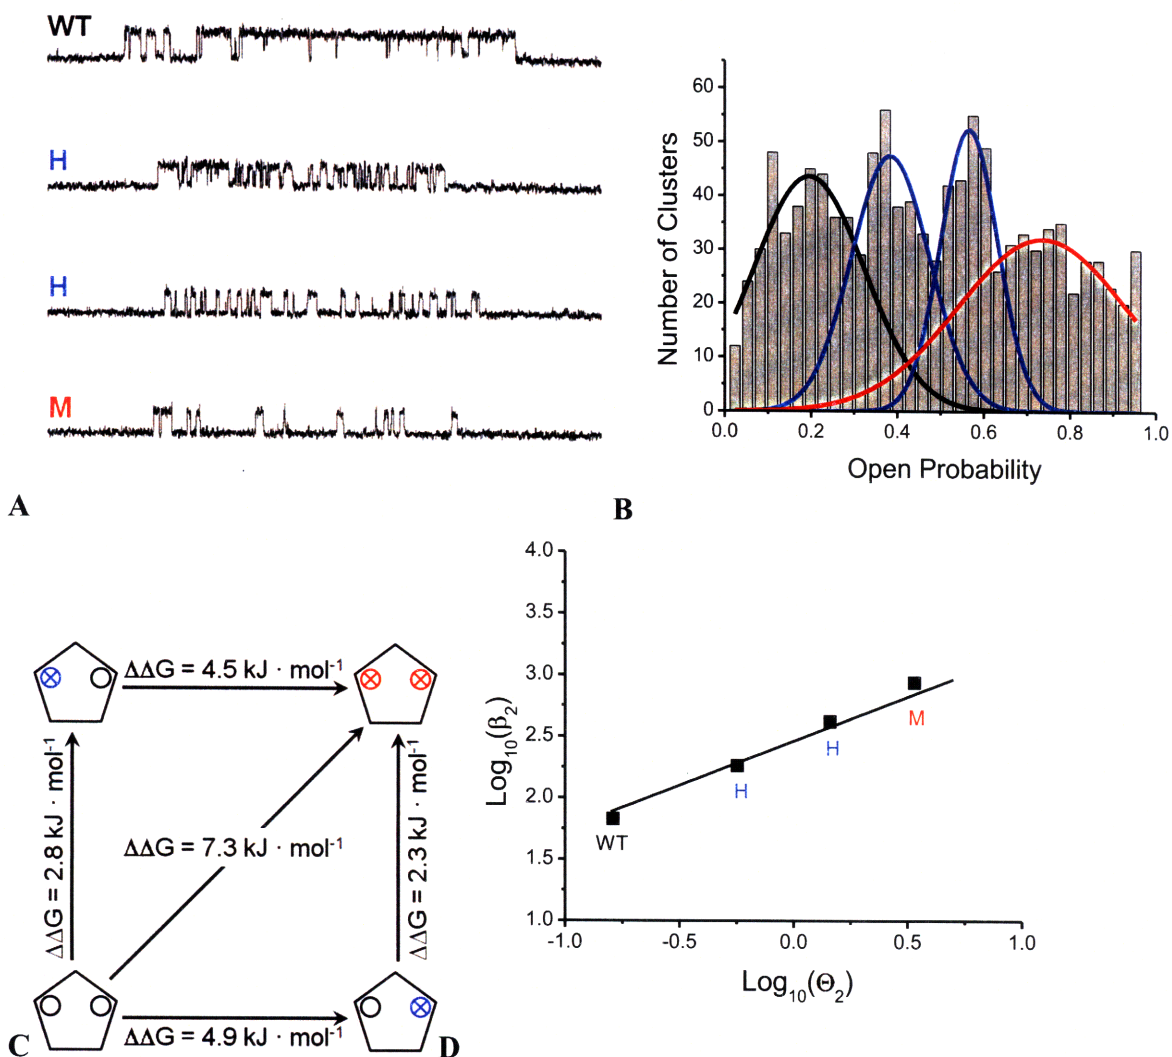 WT
H
H
M
A
60
50
40
30
20
10
0
Number of Clusters
0.0 0.2 0.4 0.6 0.8 1.0
Open Probability
B
ΔΔG = 4.5 kJ · mol⁻¹
ΔΔG = 2.8 kJ · mol⁻¹
ΔΔG = 7.3 kJ · mol⁻¹
ΔΔG = 2.3 kJ · mol⁻¹
ΔΔG = 4.9 kJ · mol⁻¹
C
4.0
3.5
3.0
2.5
2.0
1.5
1.0
Log₁₀(β₂)
WT
H
H
M
-1.0 -0.5 0.0 0.5 1.0
Log₁₀(Θ₂)
D